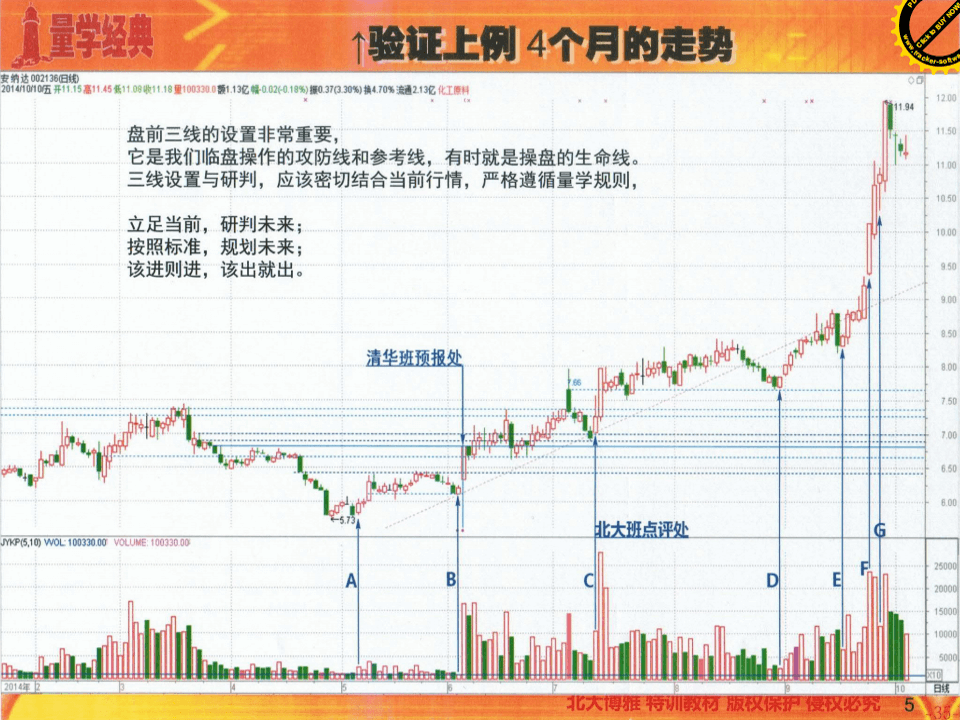 量学经典
↑验证上例 4个月的走势
Click to BUY NOW!
安纳达 002136(日线)
2014/10/10/五 开11.15 高11.45 低11.08 收11.18 量100330.0 额1.13亿 幅-0.02(-0.18%) 振0.37(3.30%) 换4.70% 流通2.13亿 化工原料
盘前三线的设置非常重要，
它是我们临盘操作的攻防线和参考线，有时就是操盘的生命线。
三线设置与研判，应该密切结合当前行情，严格遵循量学规则，
立足当前，研判未来；
按照标准，规划未来；
该进则进，该出就出。
11.94
12.00
11.50
11.00
10.50
10.00
9.50
9.00
8.50
8.00
7.50
7.00
6.50
6.00
清华班预报处
7.66
←5.73
北大班点评处
JYKP(5,10) VVOL: 100330.00 VOLUME: 100330.00
A
B
C
D
E
F
G
25000
20000
15000
10000
5000
X10
2014年 2 3 4 5 6 7 8 9 10 日线
北大博雅 特训教材 版权保护 侵权必究 5
35